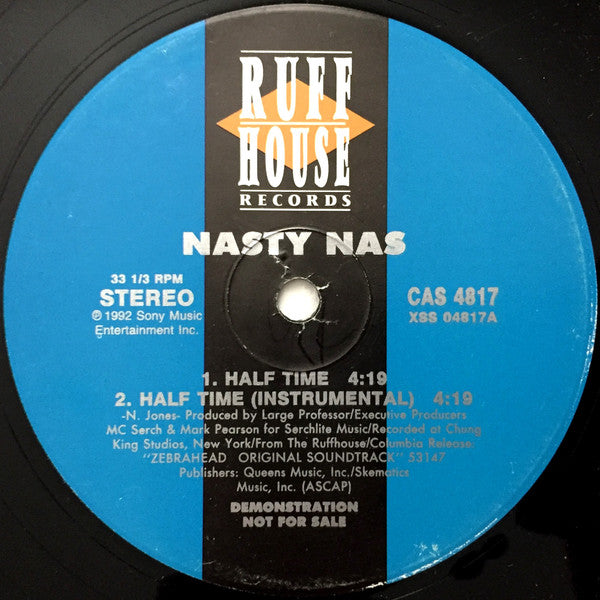 RUFF
HOUSE
RECORDS
NASTY NAS
33 1/3 RPM
STEREO
℗ 1992 Sony Music
Entertainment Inc.
CAS 4817
XSS 04817A
1. HALF TIME 4:19
2. HALF TIME (INSTRUMENTAL) 4:19
-N. Jones- Produced by Large Professor/Executive Producers
MC Serch & Mark Pearson for Serchlite Music/Recorded at Chung
King Studios, New York/From The Ruffhouse/Columbia Release:
"ZEBRAHEAD ORIGINAL SOUNDTRACK" 53147
Publishers: Queens Music, Inc./Skematics
Music, Inc. (ASCAP)
DEMONSTRATION
NOT FOR SALE